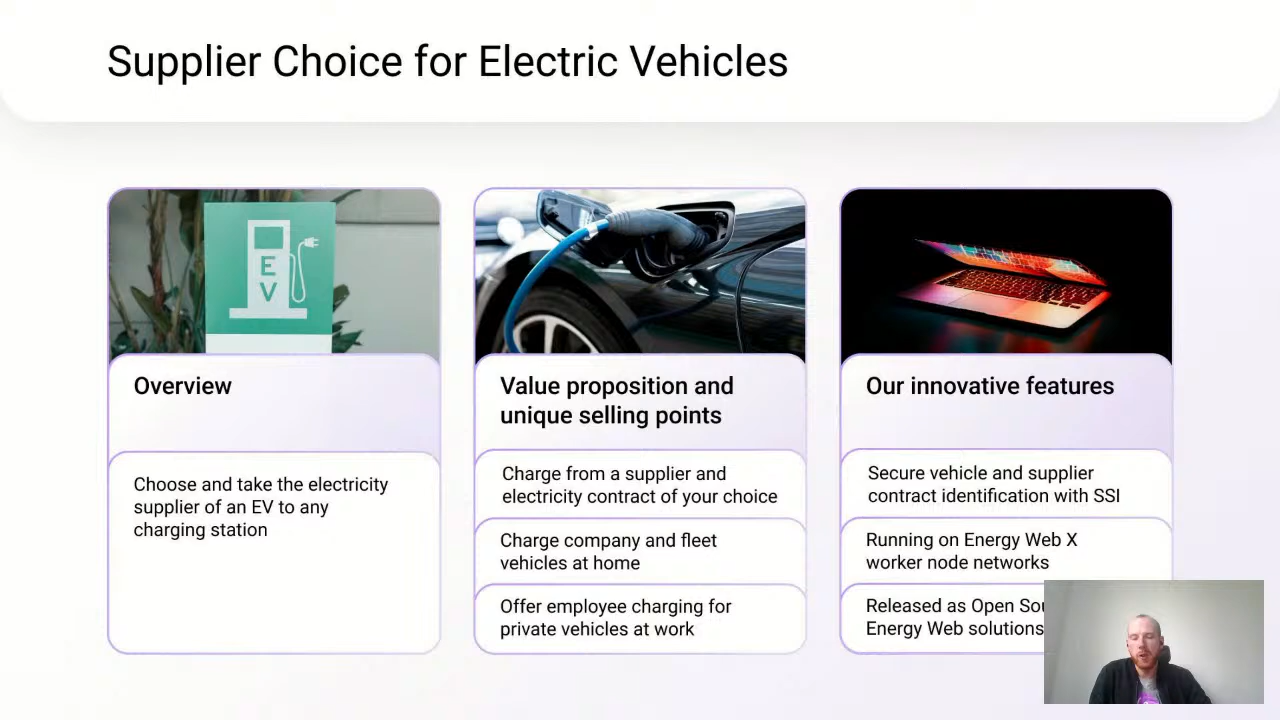 Supplier Choice for Electric Vehicles
E
V
Overview
Choose and take the electricity
supplier of an EV to any
charging station
Value proposition and
unique selling points
Charge from a supplier and
electricity contract of your choice
Charge company and fleet
vehicles at home
Offer employee charging for
private vehicles at work
Our innovative features
Secure vehicle and supplier
contract identification with SSI
Running on Energy Web X
worker node networks
Released as Open
Energy Web solutions